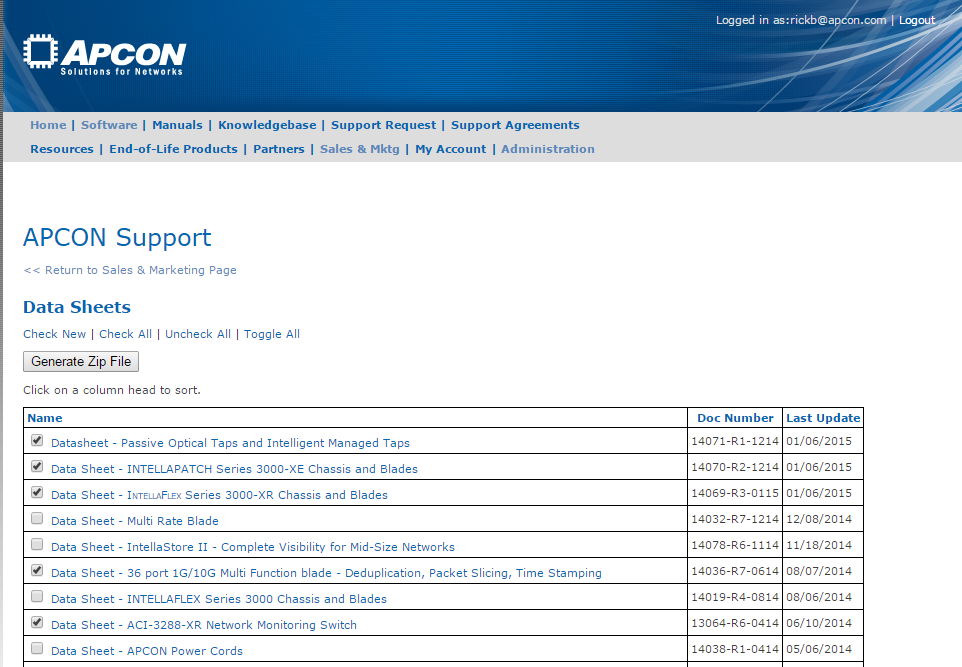 Logged in as:rickb@apcon.com | Logout
APCON
Solutions for Networks
Home | Software | Manuals | Knowledgebase | Support Request | Support Agreements
Resources | End-of-Life Products | Partners | Sales & Mktg | My Account | Administration
APCON Support
<< Return to Sales & Marketing Page
Data Sheets
Check New | Check All | Uncheck All | Toggle All
Generate Zip File
Click on a column head to sort.
Name Doc Number Last Update
Datasheet - Passive Optical Taps and Intelligent Managed Taps 14071-R1-1214 01/06/2015
Data Sheet - INTELLAPATCH Series 3000-XE Chassis and Blades 14070-R2-1214 01/06/2015
Data Sheet - INTELLAFLEX Series 3000-XR Chassis and Blades 14069-R3-0115 01/06/2015
Data Sheet - Multi Rate Blade 14032-R7-1214 12/08/2014
Data Sheet - IntellaStore II - Complete Visibility for Mid-Size Networks 14078-R6-1114 11/18/2014
Data Sheet - 36 port 1G/10G Multi Function blade - Deduplication, Packet Slicing, Time Stamping 14036-R7-0614 08/07/2014
Data Sheet - INTELLAFLEX Series 3000 Chassis and Blades 14019-R4-0814 08/06/2014
Data Sheet - ACI-3288-XR Network Monitoring Switch 13064-R6-0414 06/10/2014
Data Sheet - APCON Power Cords 14038-R1-0414 05/06/2014